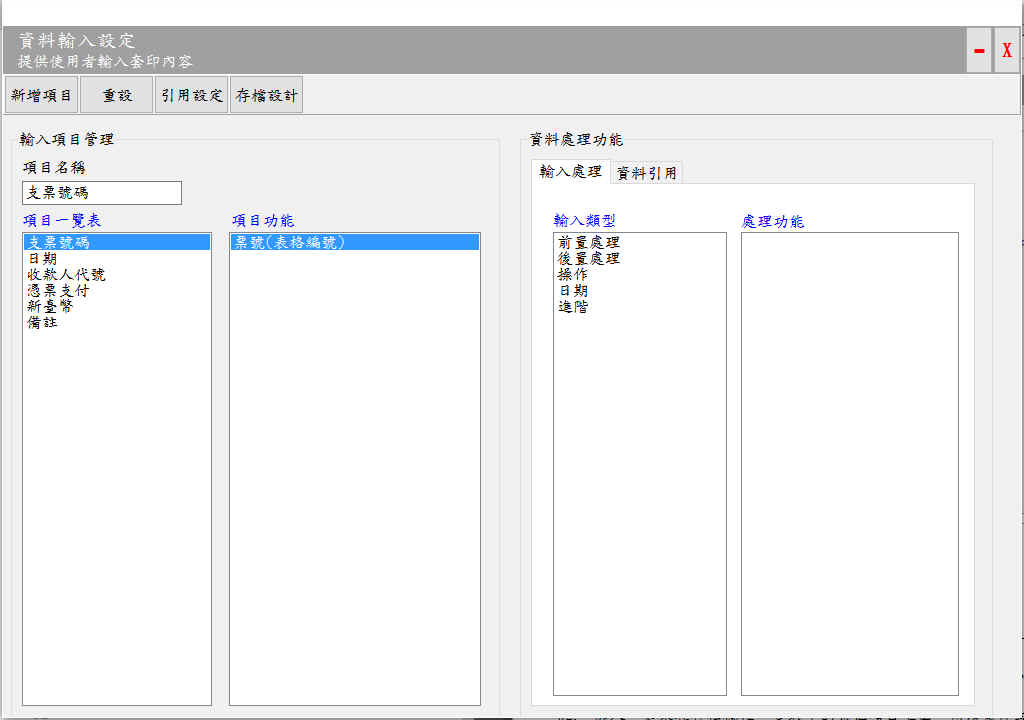 資料輸入設定
提供使用者輸入套印內容
X
新增項目 重設 引用設定 存檔設計
輸入項目管理
項目名稱
支票號碼
項目一覽表
支票號碼
日期
收款人代號
憑票支付
新臺幣
備註
項目功能
票號(表格編號)
資料處理功能
輸入處理 資料引用
輸入類型
前置處理
後置處理
操作
日期
進階
處理功能